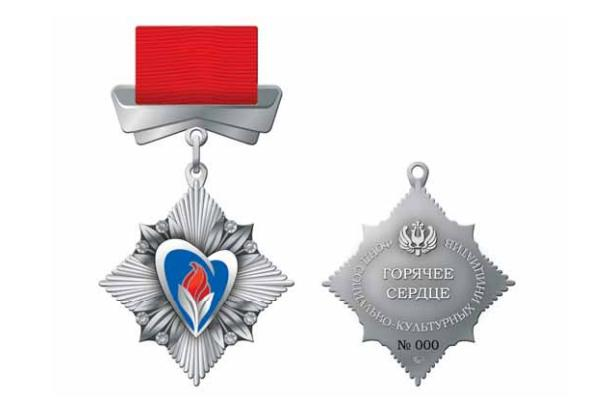 ГОРЯЧЕЕ
СЕРДЦЕ
ФОНД СОЦИАЛЬНО-КУЛЬТУРНЫХ ИНИЦИАТИВ
№ 000